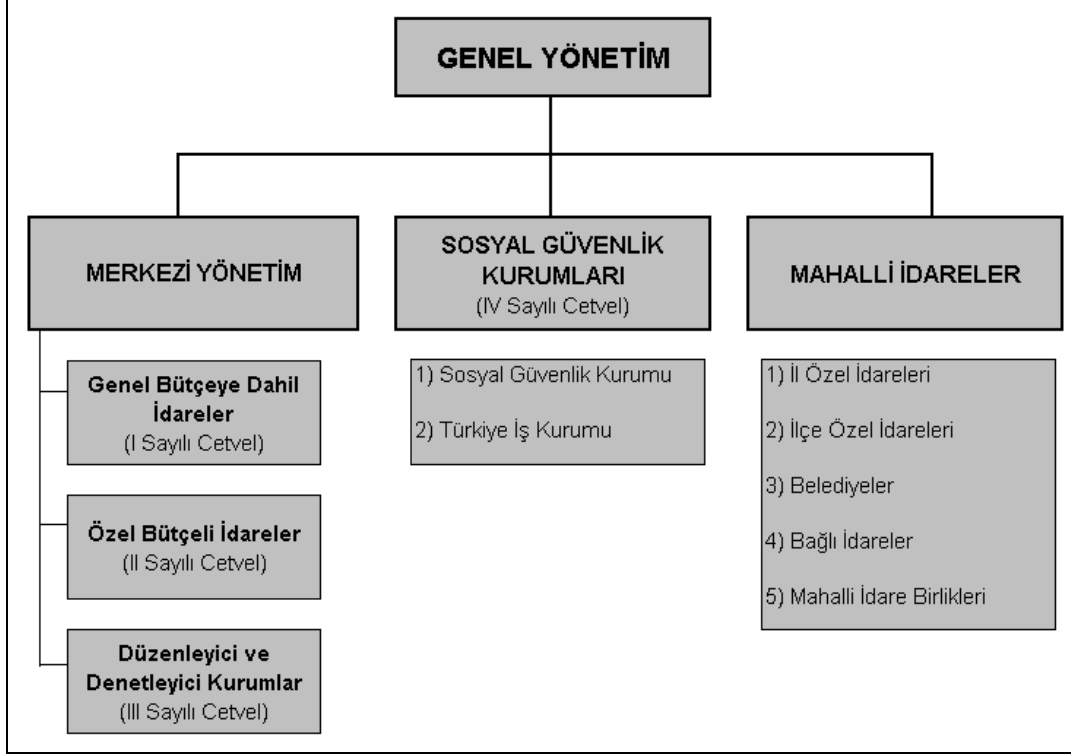 GENEL YÖNETİM
MERKEZİ YÖNETİM
Genel Bütçeye Dahil
İdareler
(I Sayılı Cetvel)
Özel Bütçeli İdareler
(II Sayılı Cetvel)
Düzenleyici ve
Denetleyici Kurumlar
(III Sayılı Cetvel)
SOSYAL GÜVENLİK
KURUMLARI
(IV Sayılı Cetvel)
1) Sosyal Güvenlik Kurumu
2) Türkiye İş Kurumu
MAHALLİ İDARELER
1) İl Özel İdareleri
2) İlçe Özel İdareleri
3) Belediyeler
4) Bağlı İdareler
5) Mahalli İdare Birlikleri